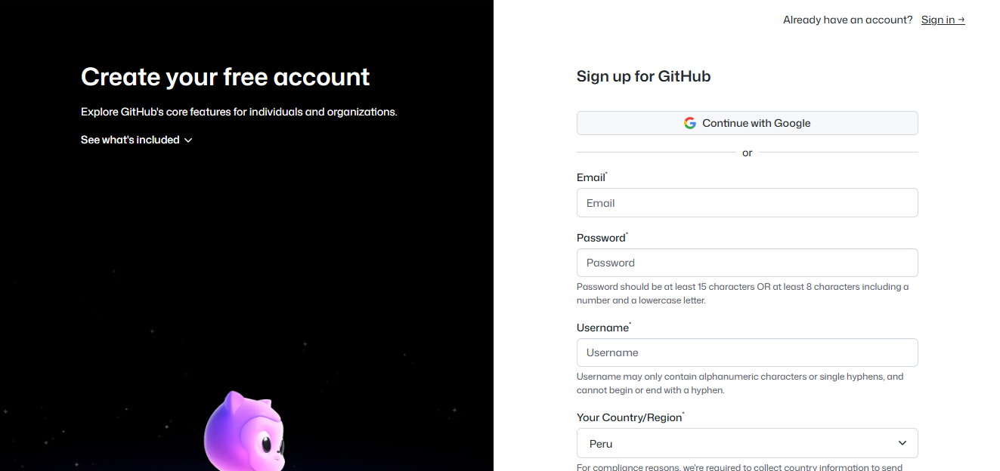 Already have an account? Sign in →
Create your free account
Explore GitHub's core features for individuals and organizations.
See what's included
Sign up for GitHub
Continue with Google
or
Email*
Email
Password*
Password
Password should be at least 15 characters OR at least 8 characters including a
number and a lowercase letter.
Username*
Username
Username may only contain alphanumeric characters or single hyphens, and
cannot begin or end with a hyphen.
Your Country/Region*
Peru
For compliance reasons, we're required to collect country information to send